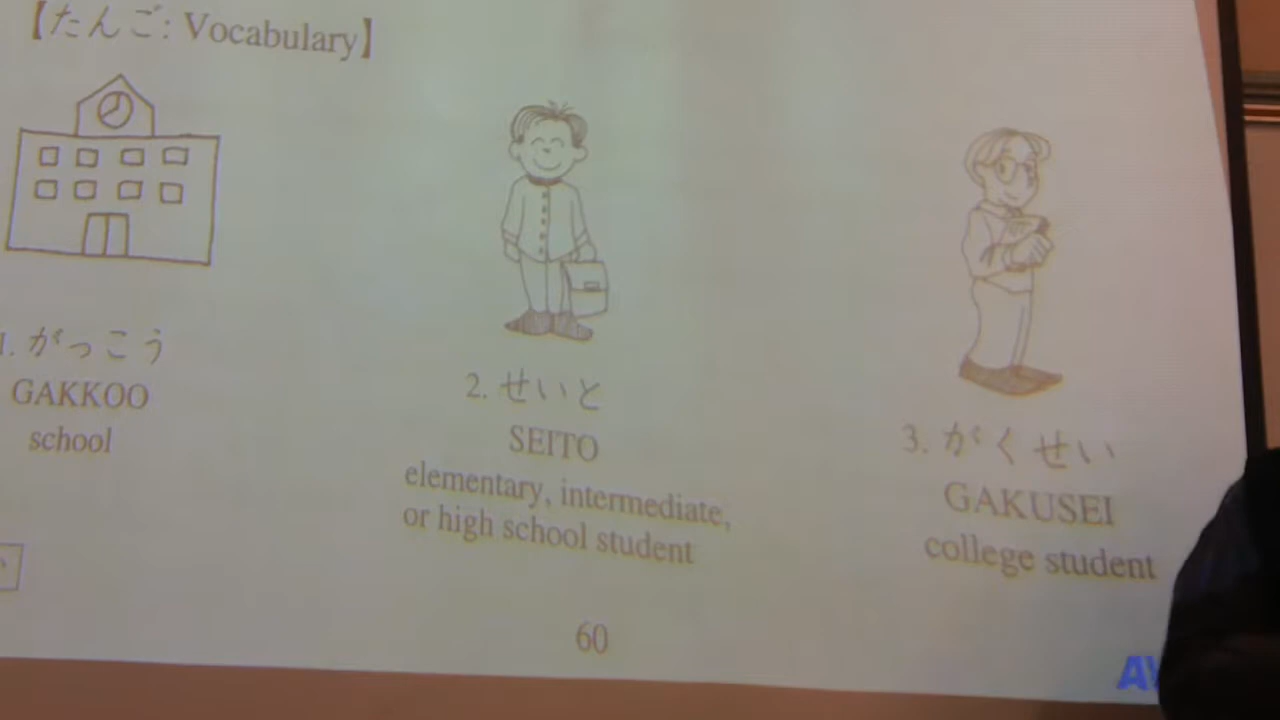 【たんご: Vocabulary】
1. がっこう
GAKKOO
school
2. せいと
SEITO
elementary, intermediate,
or high school student
3. がくせい
GAKUSEI
college student
60